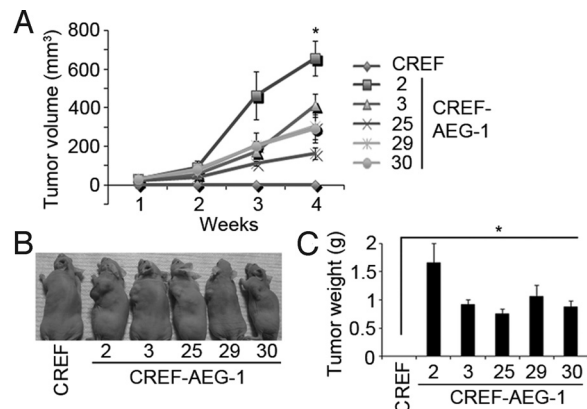 A
Tumor volume (mm³)
800
600
400
200
0
1 2 3 4
Weeks
*
CREF
2
3
25
29
30
CREF-
AEG-1
B
CREF
2 3 25 29 30
CREF-AEG-1
C
Tumor weight (g)
2
1.5
1
0.5
0
*
CREF
2 3 25 29 30
CREF-AEG-1